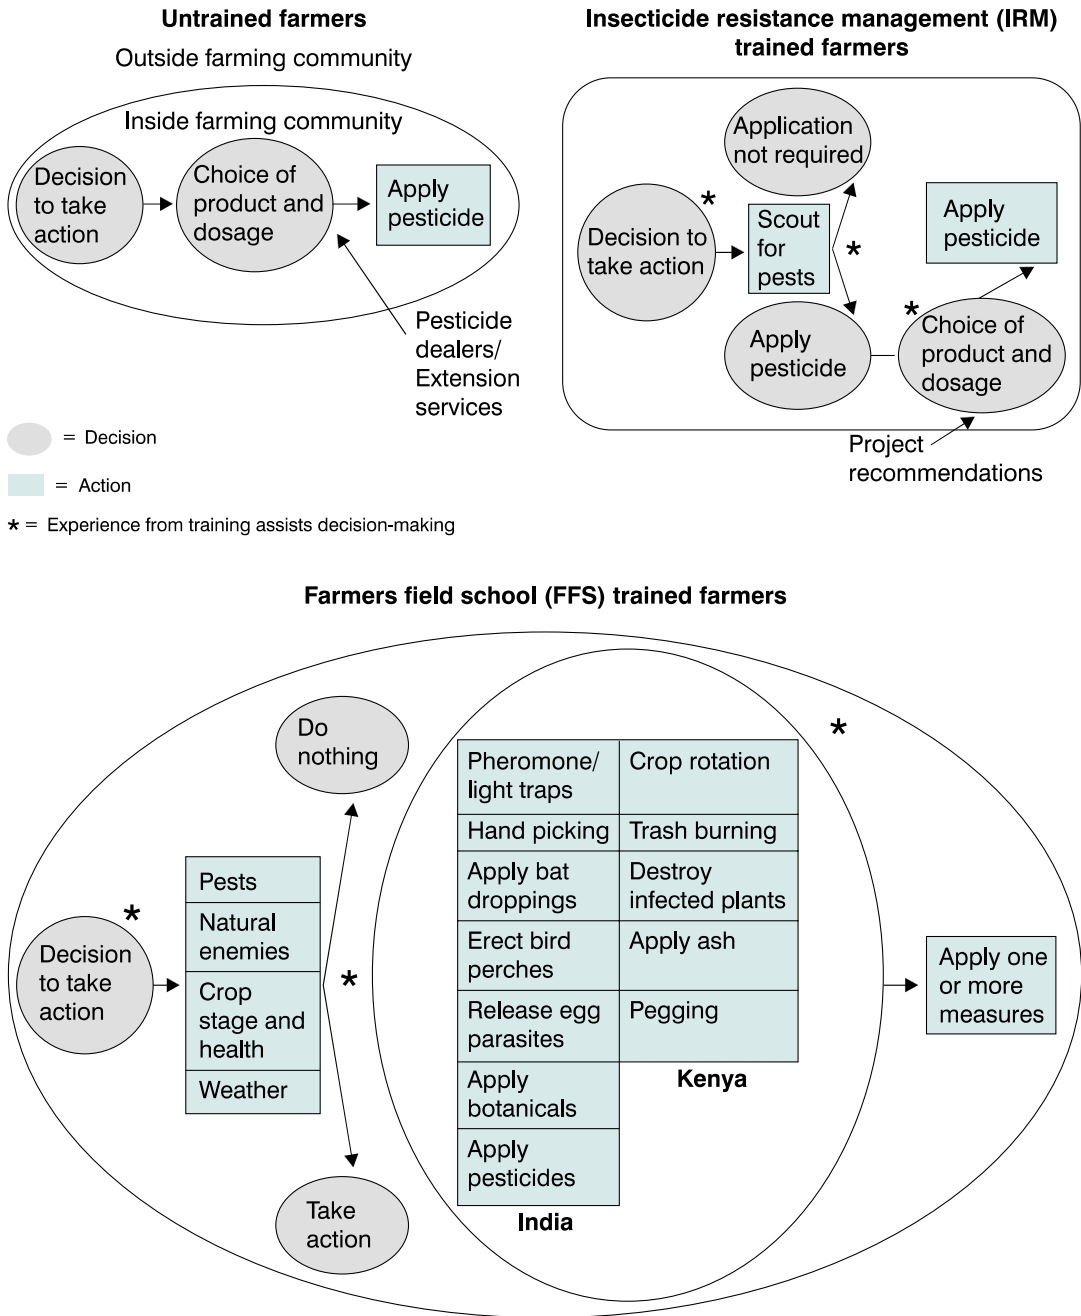 Untrained farmers
Outside farming community
Inside farming community
Decision
to take
action
Choice of
product and
dosage
Apply
pesticide
Pesticide
dealers/
Extension
services
Insecticide resistance management (IRM)
trained farmers
Application
not required
Decision to
take action
*
Scout
for
pests
*
Apply
pesticide
Apply
pesticide
*
Choice of
product and
dosage
Project
recommendations
= Decision
= Action
* = Experience from training assists decision-making
Farmers field school (FFS) trained farmers
Decision
to take
action
*
Pests
Natural
enemies
Crop
stage and
health
Weather
Do
nothing
*
Take
action
Pheromone/
light traps
Hand picking
Apply bat
droppings
Erect bird
perches
Release egg
parasites
Apply
botanicals
Apply
pesticides
India
Crop rotation
Trash burning
Destroy
infected plants
Apply ash
Pegging
Kenya
*
Apply one
or more
measures